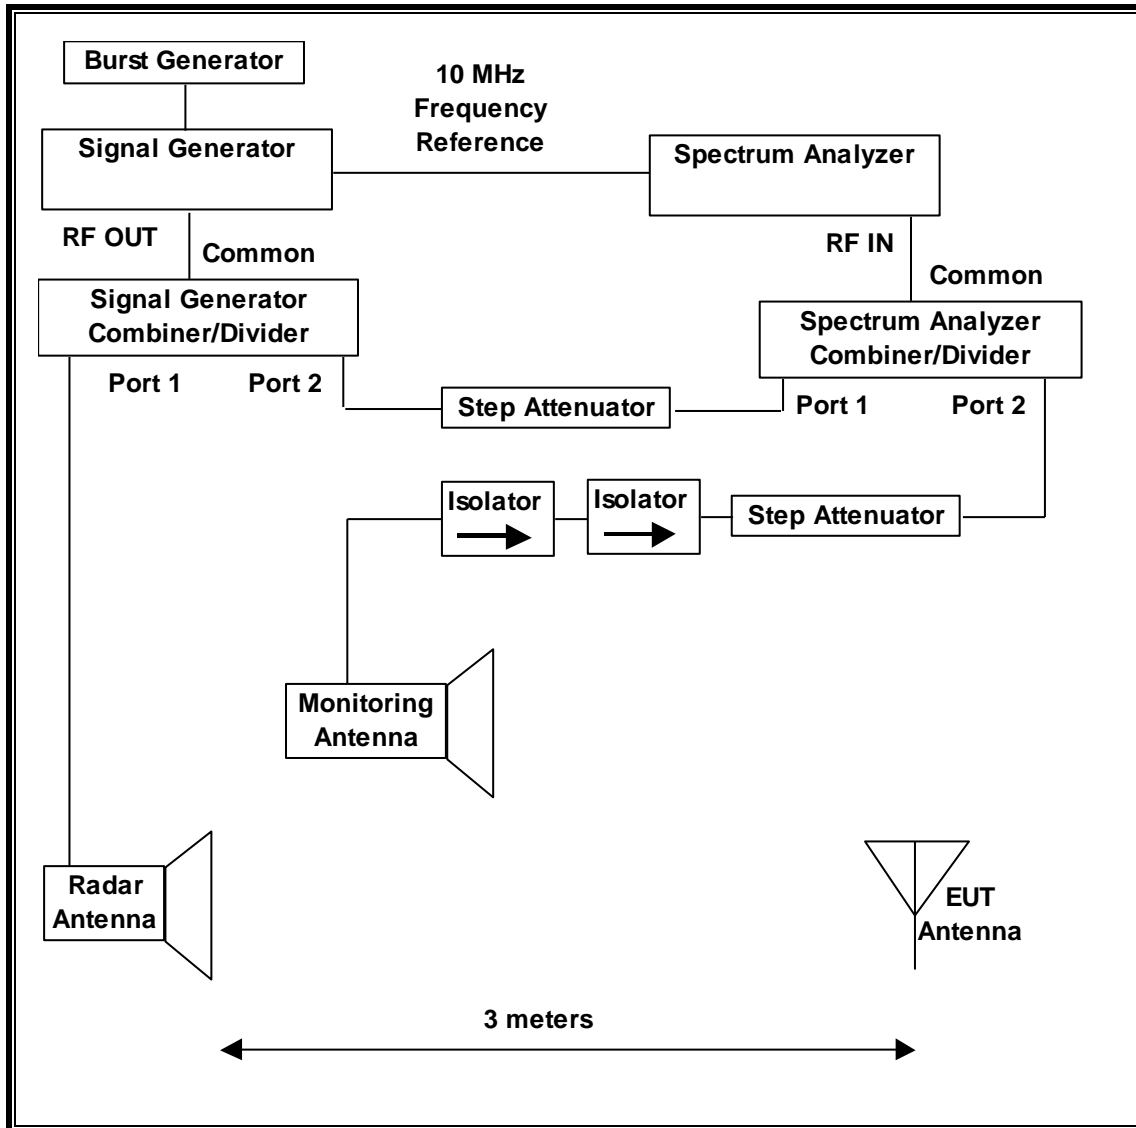 Burst Generator
10 MHz
Frequency
Reference
Signal Generator
Spectrum Analyzer
RF OUT
Common
RF IN
Common
Signal Generator
Combiner/Divider
Spectrum Analyzer
Combiner/Divider
Port 1
Port 2
Step Attenuator
Port 1
Port 2
Isolator
Isolator
Step Attenuator
Monitoring
Antenna
Radar
Antenna
EUT
Antenna
3 meters